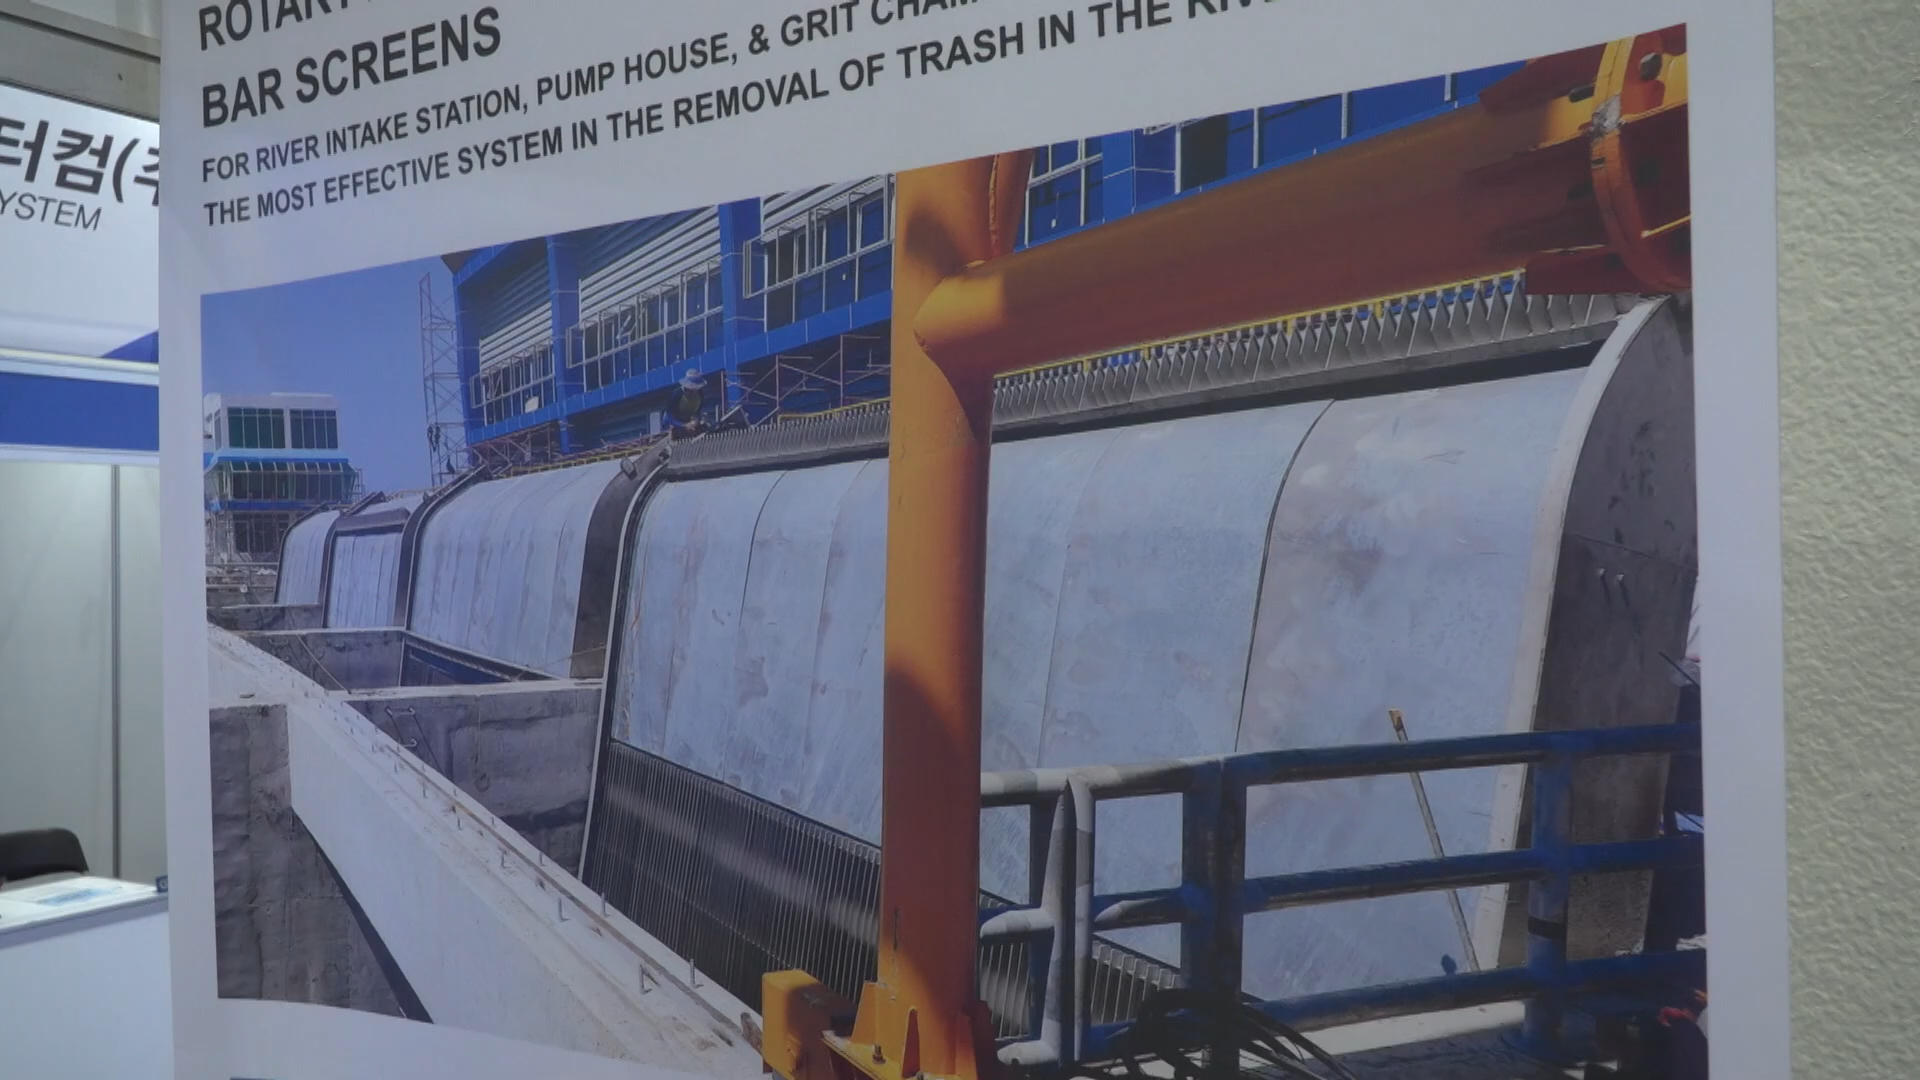 BAR SCREENS
FOR RIVER INTAKE STATION, PUMP HOUSE, & GRIT
THE MOST EFFECTIVE SYSTEM IN THE REMOVAL OF TRASH IN THE
터컴(주
YSTEM